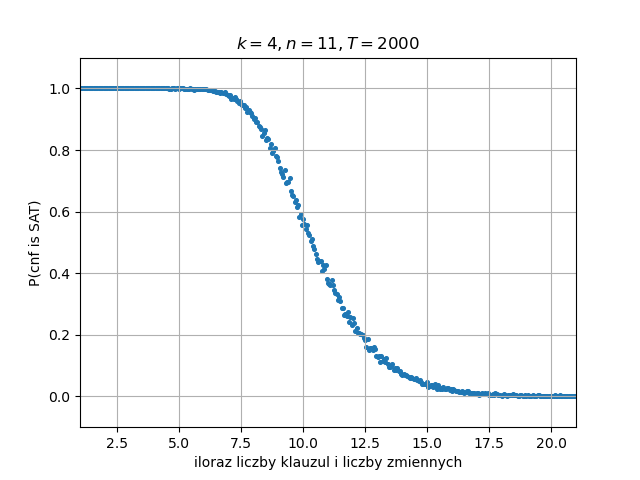 k = 4, n = 11, T = 2000
1.0
0.8
0.6
0.4
0.2
0.0
P(cnf is SAT)
2.5 5.0 7.5 10.0 12.5 15.0 17.5 20.0
iloraz liczby klauzul i liczby zmiennych